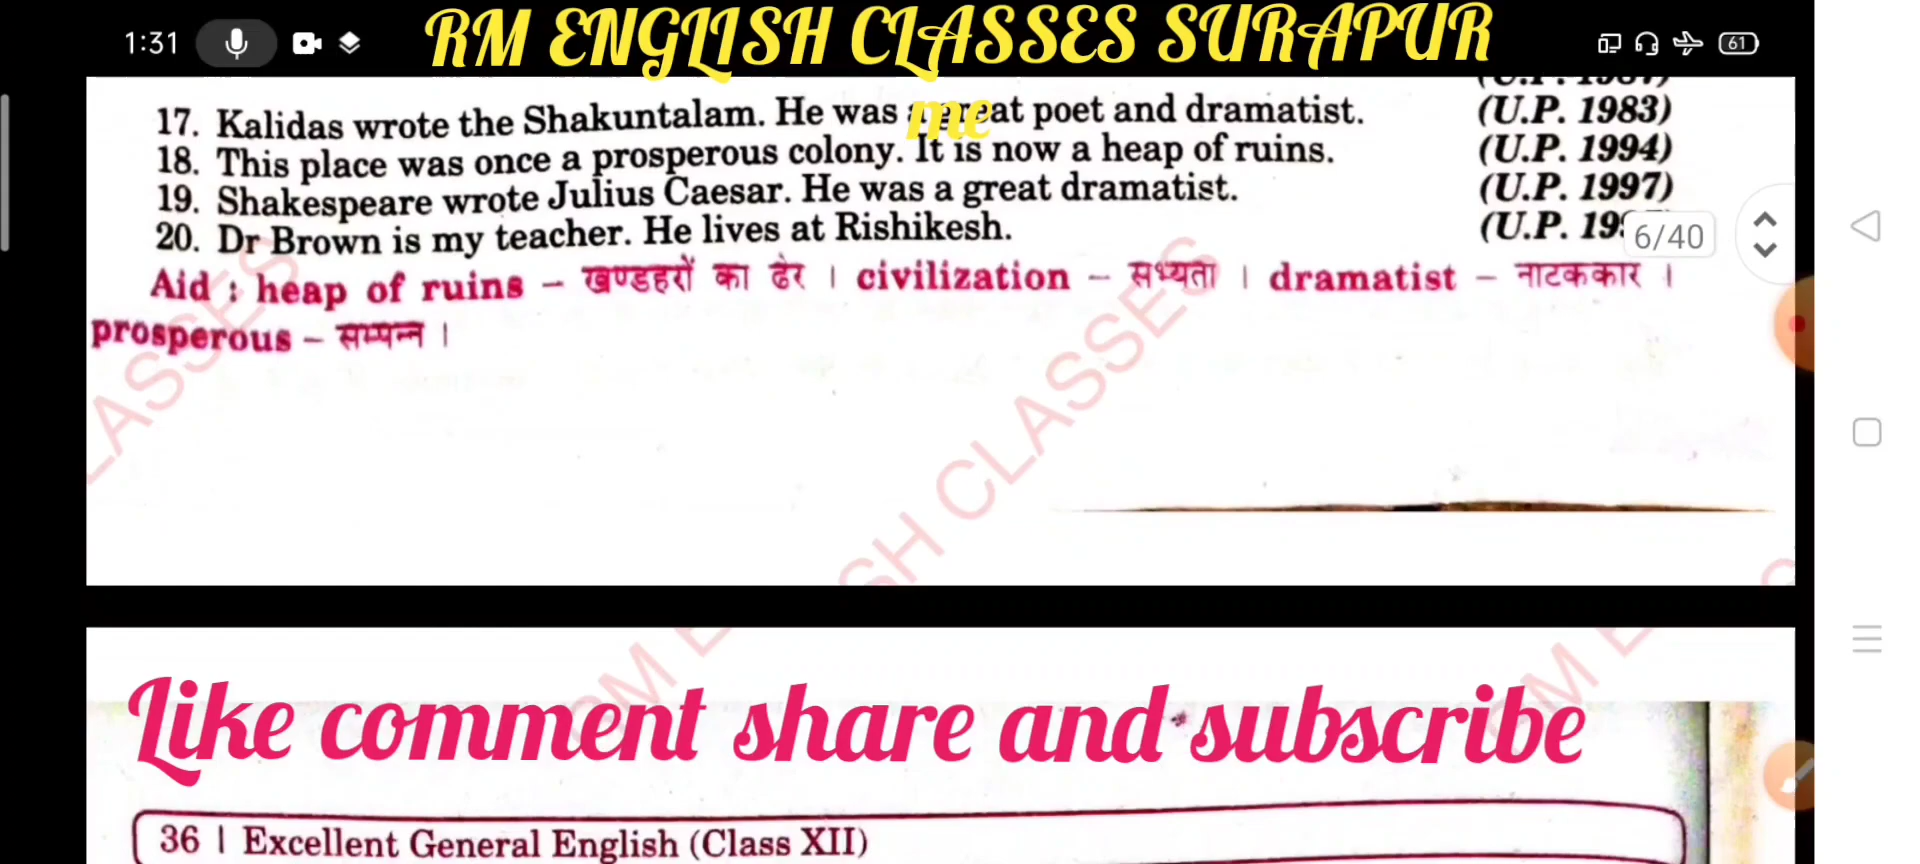 1:31 RM ENGLISH CLASSES SURAPUR 61
me
17. Kalidas wrote the Shakuntalam. He was a great poet and dramatist. (U.P. 1983)
18. This place was once a prosperous colony. It is now a heap of ruins. (U.P. 1994)
19. Shakespeare wrote Julius Caesar. He was a great dramatist. (U.P. 1997)
20. Dr Brown is my teacher. He lives at Rishikesh. (U.P.
6/40
Aid : heap of ruins – खण्डहरों का ढेर । civilization – सभ्यता । dramatist – नाटककार ।
prosperous – सम्पन्न ।
CLASSES
Like comment share and subscribe
36 | Excellent General English (Class XII)